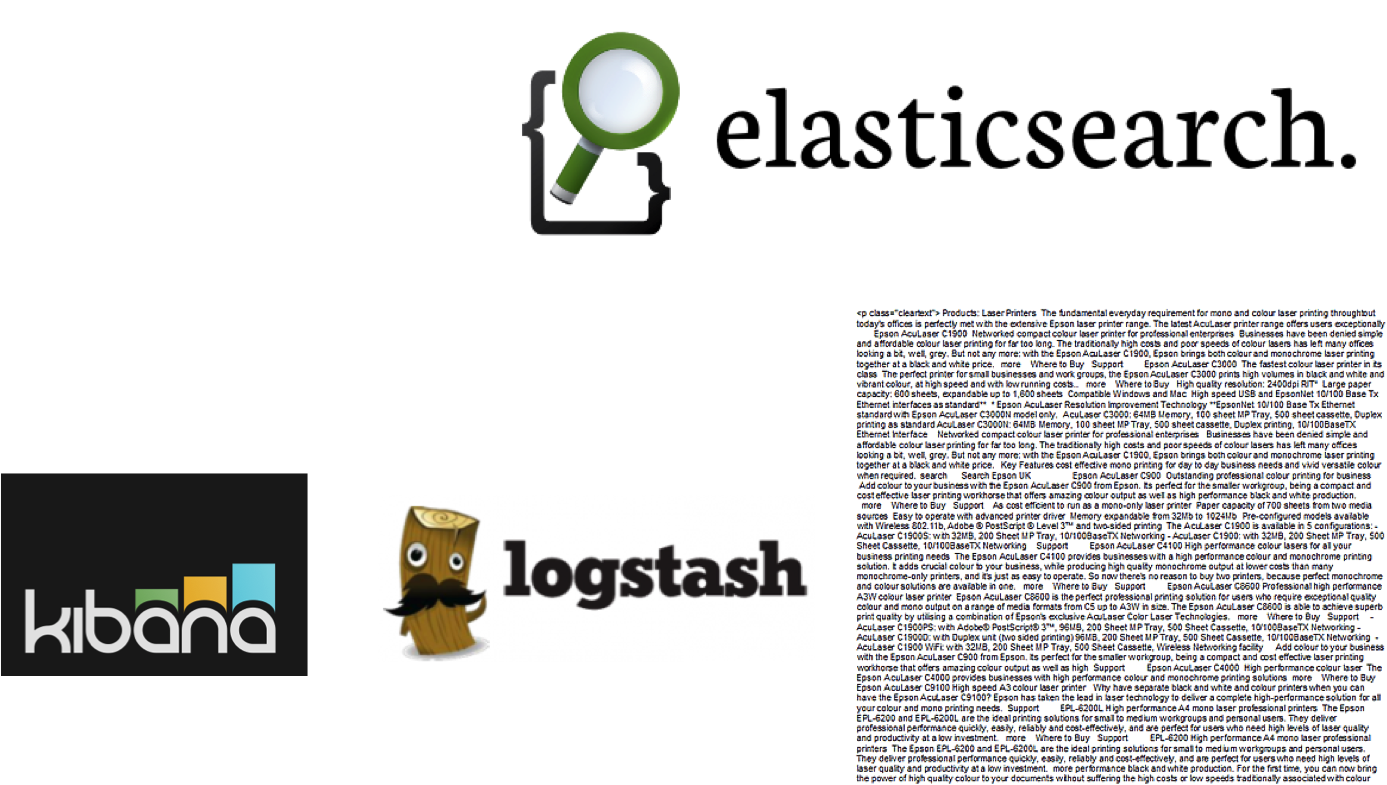 elasticsearch.
<p class="cleartext"> Products: Laser Printers The fundamental everyday requirement for mono and colour laser printing throughtout
today's offices is perfectly met with the extensive Epson laser printer range. The latest AcuLaser printer range offers users exceptionally
Epson AcuLaser C1900 Networked compact colour laser printer for professional enterprises Businesses have been denied simple
and affordable colour laser printing for far too long. The traditionally high costs and poor speeds of colour lasers has left many offices
looking a bit, well, grey. But not any more: with the Epson AcuLaser C1900, Epson brings both colour and monochrome laser printing
together at a black and white price. more Where to Buy Support Epson AcuLaser C3000 The fastest colour laser printer in its
class The perfect printer for small businesses and work groups, the Epson AcuLaser C3000 prints high volumes in black and white and
vibrant colour, at high speed and with low running costs... more Where to Buy High quality resolution: 2400dpi RIT* Large paper
capacity: 600 sheets, expandable up to 1,600 sheets Compatible Windows and Mac High speed USB and EpsonNet 10/100 Base Tx
Ethernet interfaces as standard** * Epson AcuLaser Resolution Improvement Technology **EpsonNet 10/100 Base Tx Ethernet
standard with Epson AcuLaser C3000N model only. AcuLaser C3000: 64MB Memory, 100 sheet MP Tray, 500 sheet cassette, Duplex
printing as standard AcuLaser C3000N: 64MB Memory, 100 sheet MP Tray, 500 sheet cassette, Duplex printing, 10/100BaseTX
Ethernet Interface Networked compact colour laser printer for professional enterprises Businesses have been denied simple and
affordable colour laser printing for far too long. The traditionally high costs and poor speeds of colour lasers has left many offices
looking a bit, well, grey. But not any more: with the Epson AcuLaser C1900, Epson brings both colour and monochrome laser printing
together at a black and white price. Key Features cost effective mono printing for day to day business needs and vivid versatile colour
when required. search Search Epson UK Epson AcuLaser C900 Outstanding professional colour printing for business
Add colour to your business with the Epson AcuLaser C900 from Epson. Its perfect for the smaller workgroup, being a compact and
cost effective laser printing workhorse that offers amazing colour output as well as high performance black and white production.
more Where to Buy Support As cost efficient to run as a mono-only laser printer Paper capacity of 700 sheets from two media
sources Easy to operate with advanced printer driver Memory expandable from 32Mb to 1024Mb Pre-configured models available
with Wireless 802.11b, Adobe ® PostScript ® Level 3™ and two-sided printing The AcuLaser C1900 is available in 5 configurations: -
AcuLaser C1900S: with 32MB, 200 Sheet MP Tray, 10/100BaseTX Networking - AcuLaser C1900: with 32MB, 200 Sheet MP Tray, 500
Sheet Cassette, 10/100BaseTX Networking Support Epson AcuLaser C4100 High performance colour lasers for all your
business printing needs The Epson AcuLaser C4100 provides businesses with a high performance colour and monochrome printing
solution. It adds crucial colour to your business, while producing high quality monochrome output at lower costs than many
monochrome-only printers, and it's just as easy to operate. So now there's no reason to buy two printers, because perfect monochrome
and colour solutions are available in one. more Where to Buy Support Epson AcuLaser C8600 Professional high performance
A3W colour laser printer Epson AcuLaser C8600 is the perfect professional printing solution for users who require exceptional quality
colour and mono output on a range of media formats from C5 up to A3W in size. The Epson AcuLaser C8600 is able to achieve superb
print quality by utilising a combination of Epson's exclusive AcuLaser Color Laser Technologies. more Where to Buy Support -
AcuLaser C1900PS: with Adobe® PostScript® 3™, 96MB, 200 Sheet MP Tray, 500 Sheet Cassette, 10/100BaseTX Networking -
AcuLaser C1900D: with Duplex unit (two sided printing) 96MB, 200 Sheet MP Tray, 500 Sheet Cassette, 10/100BaseTX Networking -
AcuLaser C1900 WiFi: with 32MB, 200 Sheet MP Tray, 500 Sheet Cassette, Wireless Networking facility Add colour to your business
with the Epson AcuLaser C900 from Epson. Its perfect for the smaller workgroup, being a compact and cost effective laser printing
workhorse that offers amazing colour output as well as high Support Epson AcuLaser C4000 High performance colour laser The
Epson AcuLaser C4000 provides businesses with high performance colour and monochrome printing solutions more Where to Buy
Epson AcuLaser C9100 High speed A3 colour laser printer Why have separate black and white and colour printers when you can
have the Epson AcuLaser C9100? Epson has taken the lead in laser technology to deliver a complete high-performance solution for all
your colour and mono printing needs. Support EPL-6200L High performance A4 mono laser professional printers The Epson
EPL-6200 and EPL-6200L are the ideal printing solutions for small to medium workgroups and personal users. They deliver
professional performance quickly, easily, reliably and cost-effectively, and are perfect for users who need high levels of laser quality
and productivity at a low investment. more Where to Buy Support EPL-6200 High performance A4 mono laser professional
printers The Epson EPL-6200 and EPL-6200L are the ideal printing solutions for small to medium workgroups and personal users.
They deliver professional performance quickly, easily, reliably and cost-effectively, and are perfect for users who need high levels of
laser quality and productivity at a low investment. more performance black and white production. For the first time, you can now bring
the power of high quality colour to your documents without suffering the high costs or low speeds traditionally associated with colour
logstash
kibana